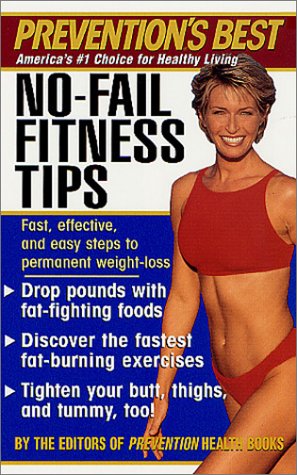 PREVENTION'S BEST
America's #1 Choice for Healthy Living
NO-FAIL
FITNESS
TIPS
Fast, effective,
and easy steps to
permanent weight-loss
▶ Drop pounds with
fat-fighting foods
▶ Discover the fastest
fat-burning exercises
▶ Tighten your butt, thighs,
and tummy, too!
BY THE EDITORS OF PREVENTION HEALTH BOOKS